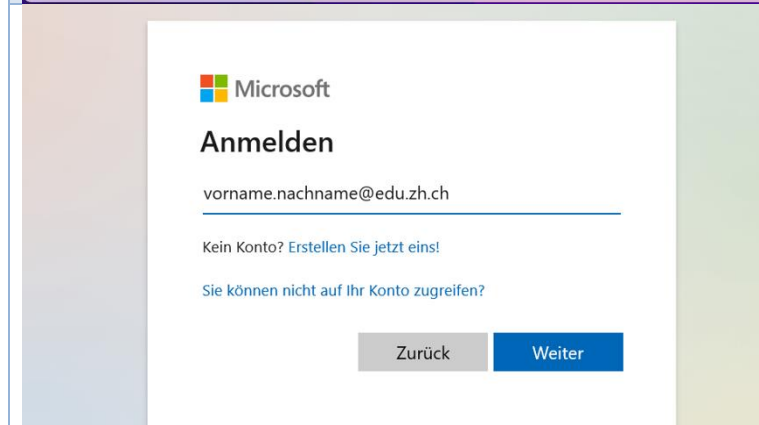 Microsoft
Anmelden
vorname.nachname@edu.zh.ch
Kein Konto? Erstellen Sie jetzt eins!
Sie können nicht auf Ihr Konto zugreifen?
Zurück Weiter